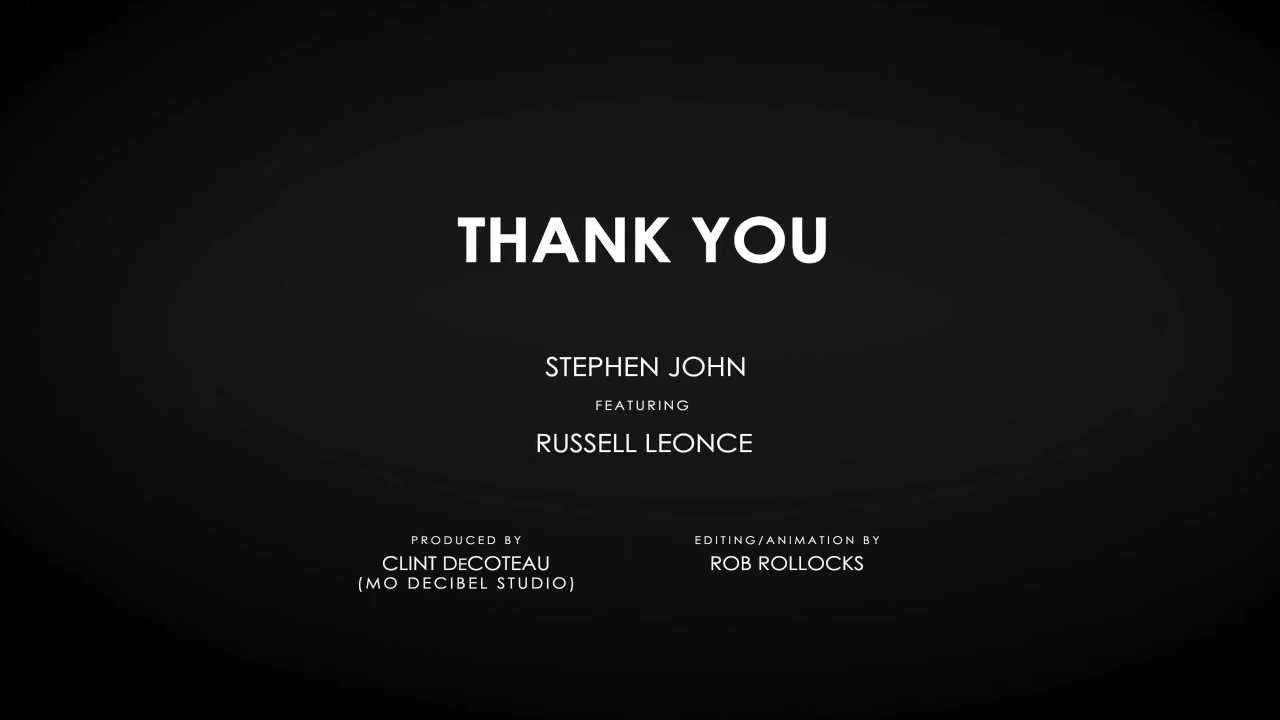 THANK YOU
STEPHEN JOHN
FEATURING
RUSSELL LEONCE
PRODUCED BY
CLINT DECOTEAU
(MO DECIBEL STUDIO)
EDITING/ANIMATION BY
ROB ROLLOCKS